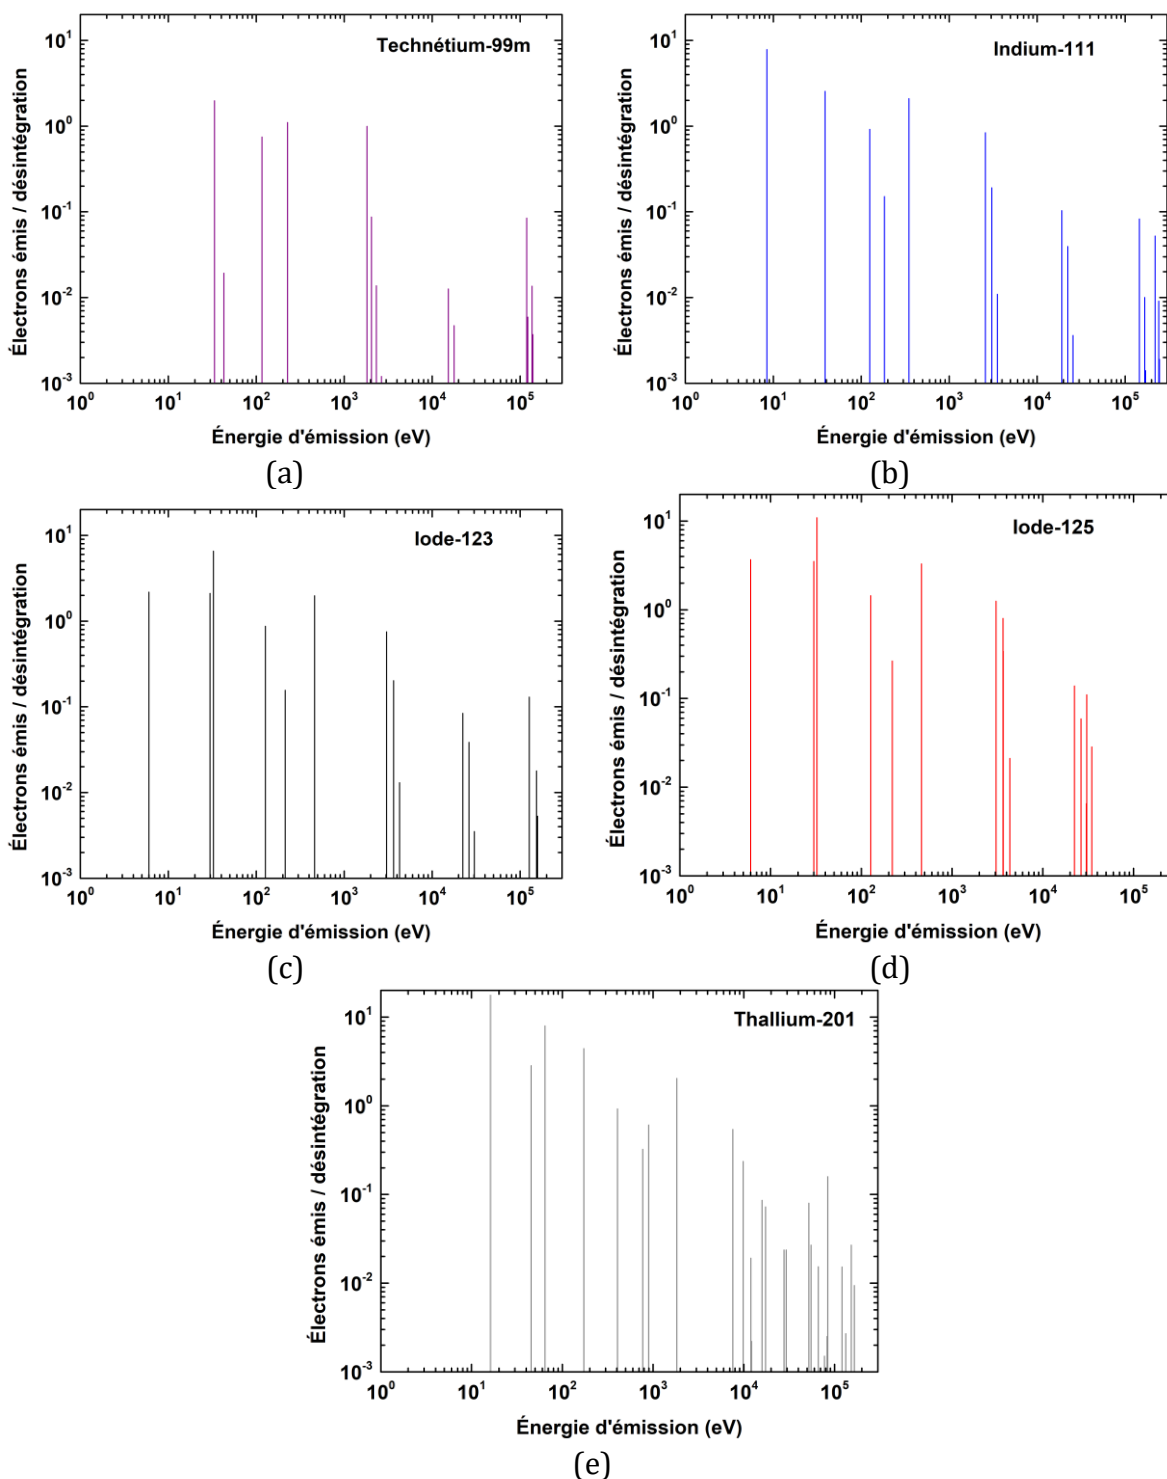 Technétium-99m
Électrons émis / désintégration
10¹
10⁰
10⁻¹
10⁻²
10⁻³
10⁰ 10¹ 10² 10³ 10⁴ 10⁵
Énergie d'émission (eV)
(a)
Indium-111
Électrons émis / désintégration
10¹
10⁰
10⁻¹
10⁻²
10⁻³
10⁰ 10¹ 10² 10³ 10⁴ 10⁵
Énergie d'émission (eV)
(b)
Iode-123
Électrons émis / désintégration
10¹
10⁰
10⁻¹
10⁻²
10⁻³
10⁰ 10¹ 10² 10³ 10⁴ 10⁵
Énergie d'émission (eV)
(c)
Iode-125
Électrons émis / désintégration
10¹
10⁰
10⁻¹
10⁻²
10⁻³
10⁰ 10¹ 10² 10³ 10⁴ 10⁵
Énergie d'émission (eV)
(d)
Thallium-201
Électrons émis / désintégration
10¹
10⁰
10⁻¹
10⁻²
10⁻³
10⁰ 10¹ 10² 10³ 10⁴ 10⁵
Énergie d'émission (eV)
(e)